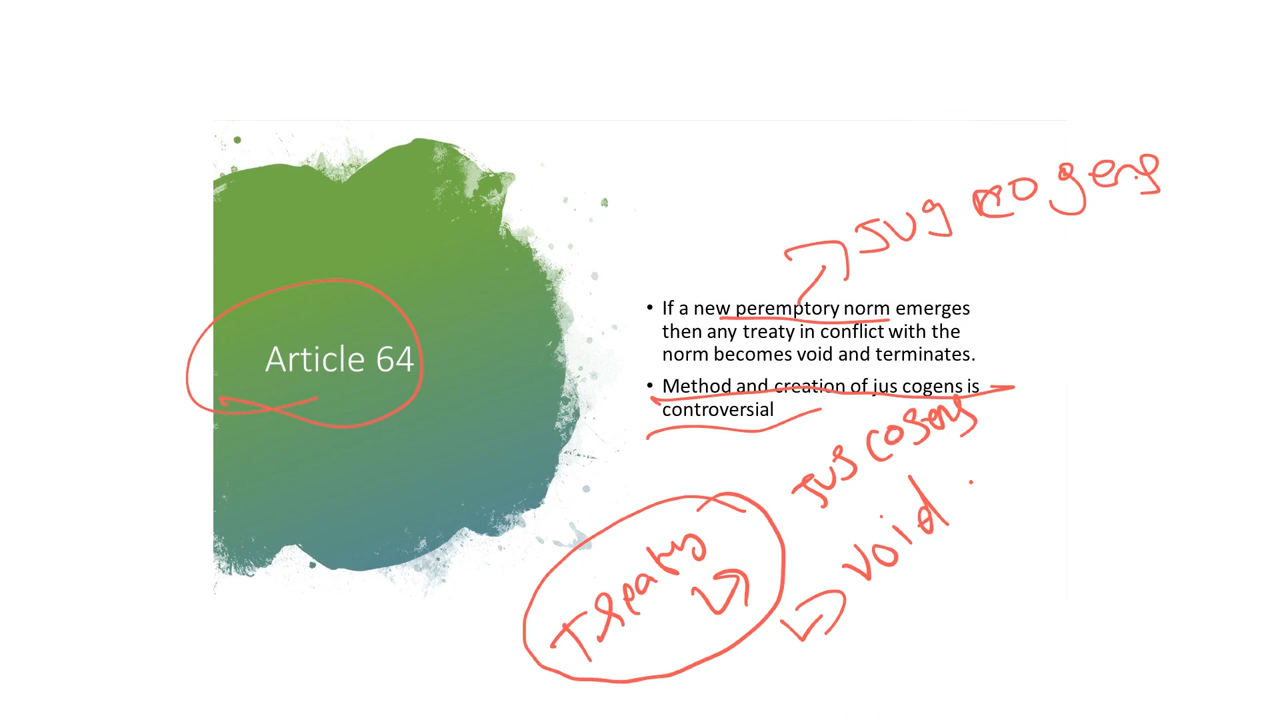 JUS cogens
• If a new peremptory norm emerges
then any treaty in conflict with the
norm becomes void and terminates.
Article 64
• Method and creation of jus cogens is
controversial
JUS cogens
Treaty
void.